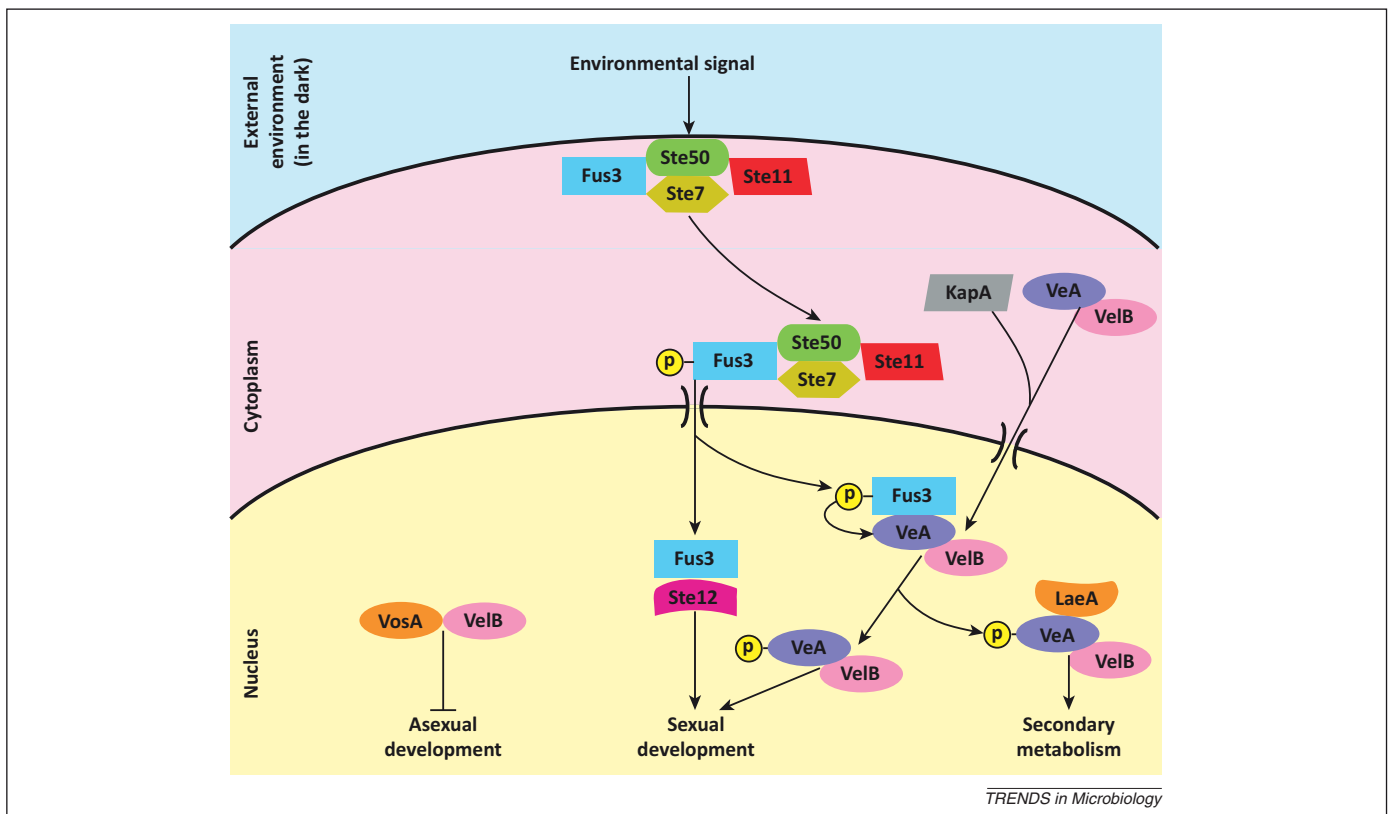 External
environment
(in the dark)
Environmental signal
Ste50
Fus3
Ste11
Ste7
Cytoplasm
KapA
VeA
VelB
Ste50
P
Fus3
Ste11
Ste7
Nucleus
P
Fus3
VeA
VelB
Fus3
Ste12
LaeA
VosA
VelB
P
VeA
P
VeA
VelB
VelB
Asexual
development
Sexual
development
Secondary
metabolism
TRENDS in Microbiology